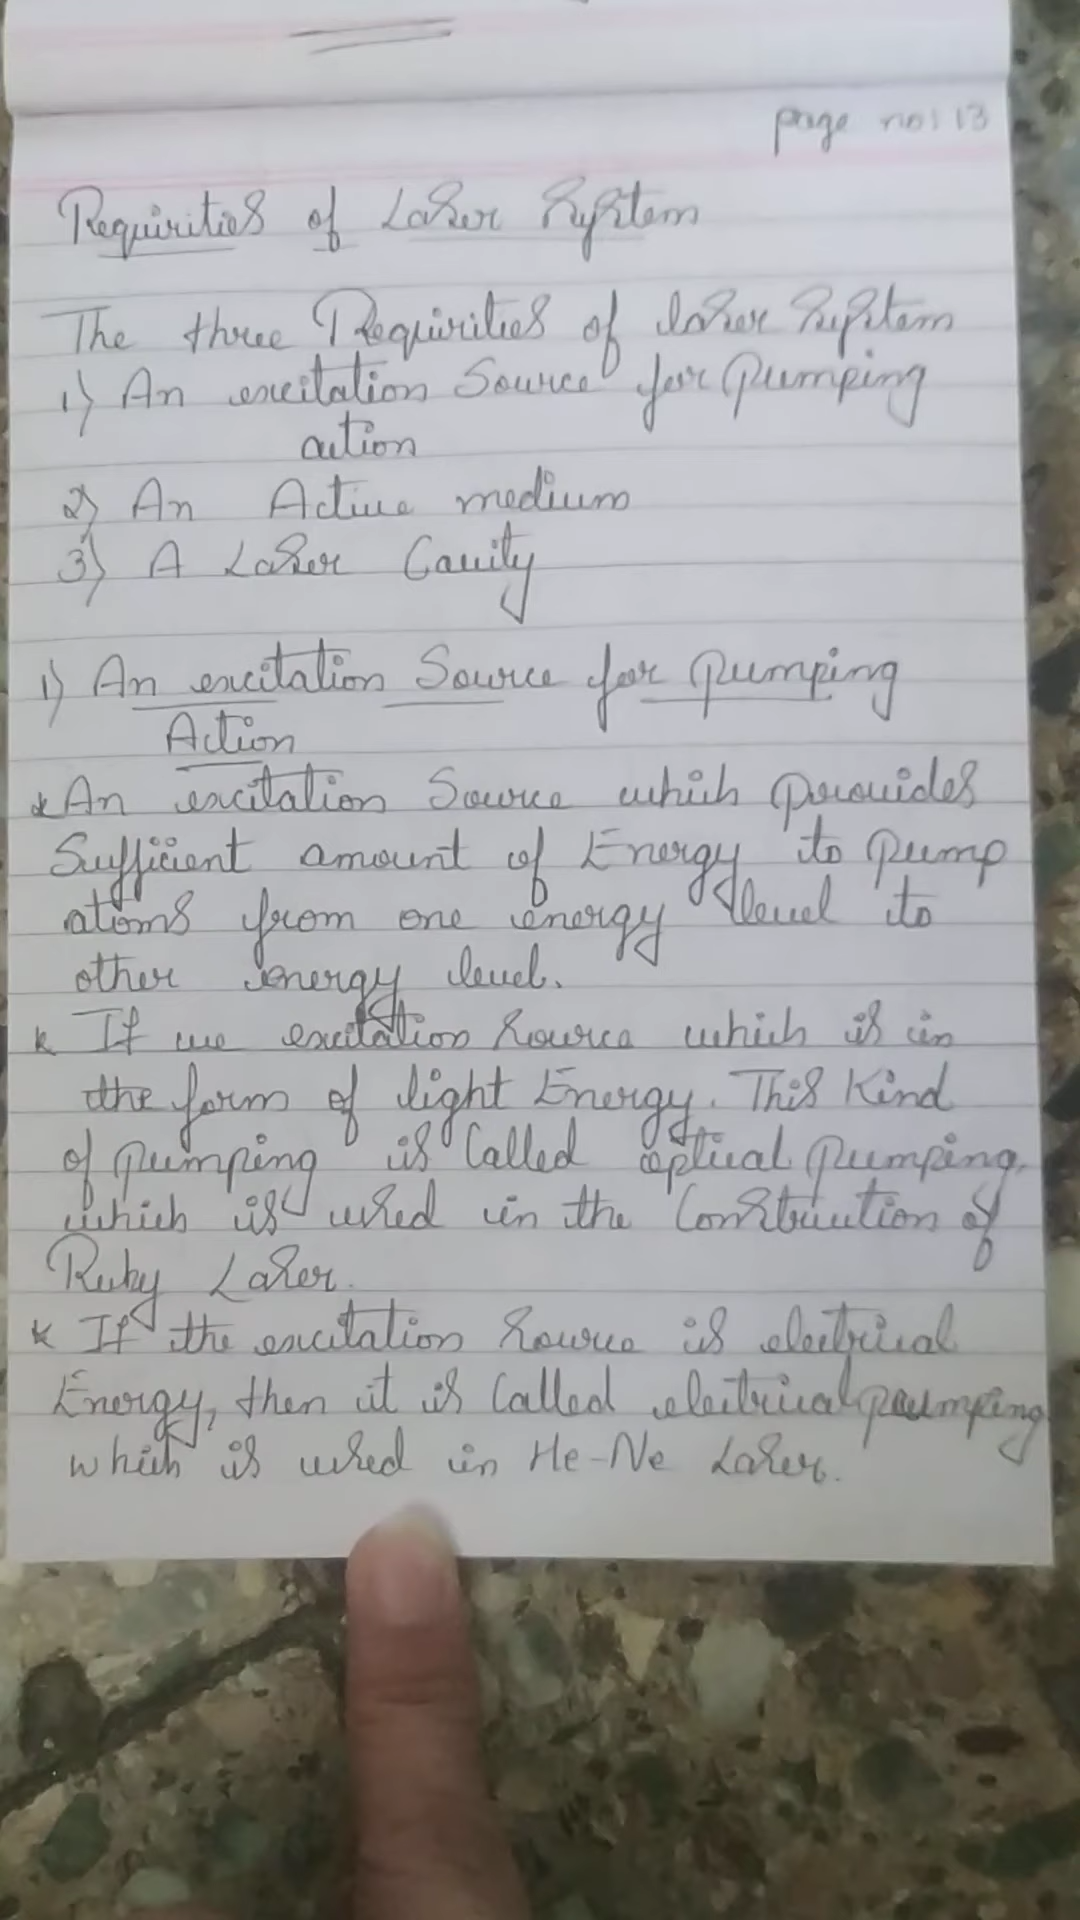 page no: 13
Requirities of Laser System
The three Requirities of laser System
1) An excitation Source for Pumping
action
2) An Active medium
3) A Laser Cavity
1) An excitation Source for Pumping
Action
* An excitation Source which provides
Sufficient amount of Energy to Pump
atoms from one energy level to
other energy level.
* If we excitation Source which is in
the form of light Energy. This Kind
of pumping is Called optical Pumping,
which is used in the Constrution of
Ruby Laser.
* If the excitation Source is electrical
Energy, then it is Called electrical pumping
which is used in He-Ne Laser.